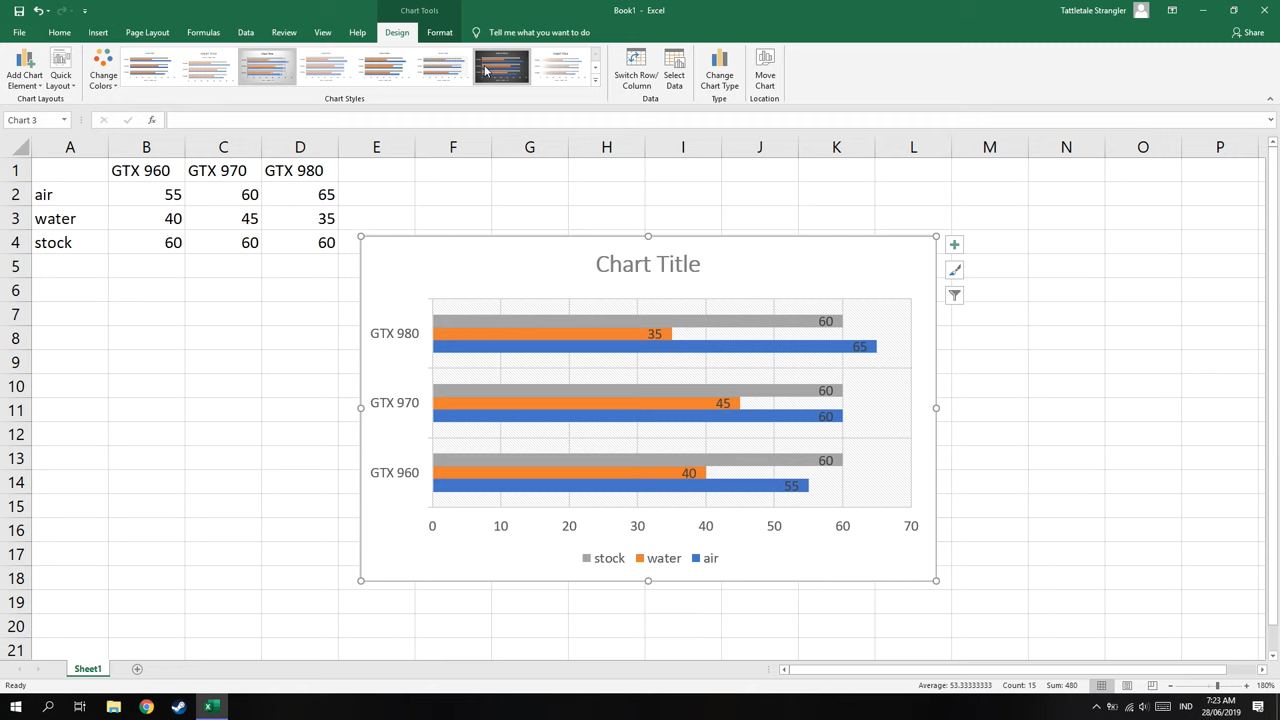 Chart Tools
Book1 - Excel
Tattletale Strangler
File Home Insert Page Layout Formulas Data Review View Help Design Format Tell me what you want to do Share
Add Chart Element
Quick Layout
Change Colors
Switch Row/ Column
Select Data
Change Chart Type
Move Chart
Chart Layouts
Chart Styles
Data
Type
Location
Chart 3
fx
A B C D E F G H I J K L M N O P
1 GTX 960 GTX 970 GTX 980
2 air 55 60 65
3 water 40 45 35
4 stock 60 60 60
5
6
7
8
9
10
11
12
13
14
15
16
17
18
19
20
21
Chart Title
GTX 980
60
35
65
GTX 970
60
45
60
GTX 960
60
40
55
0 10 20 30 40 50 60 70
stock water air
Sheet1
Ready
Average: 53.33333333 Count: 15 Sum: 480
180%
IND
7:23 AM
28/06/2019